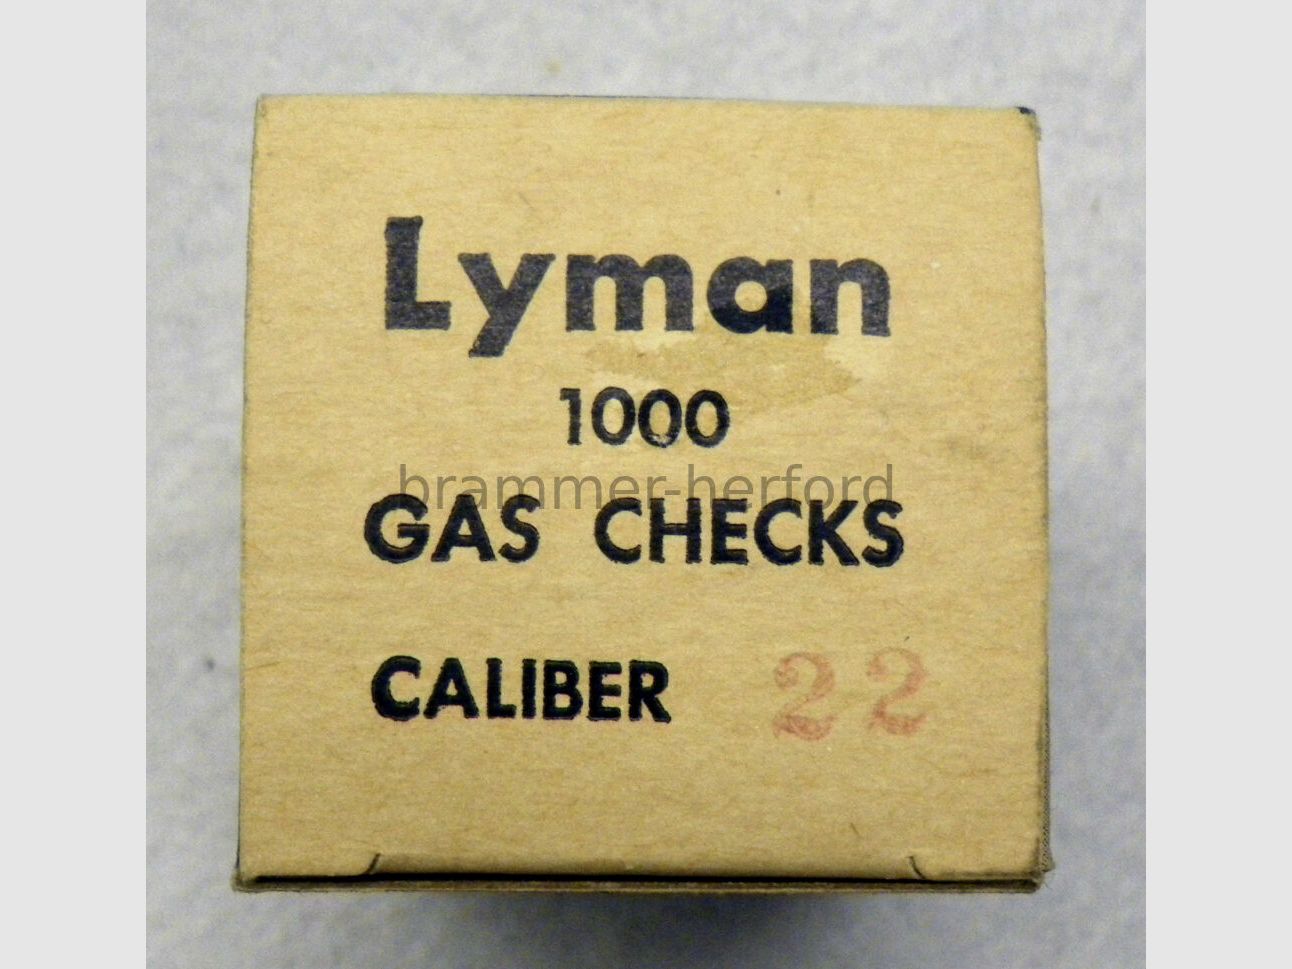 Lyman
1000
brammer-herford
GAS CHECKS
CALIBER 22